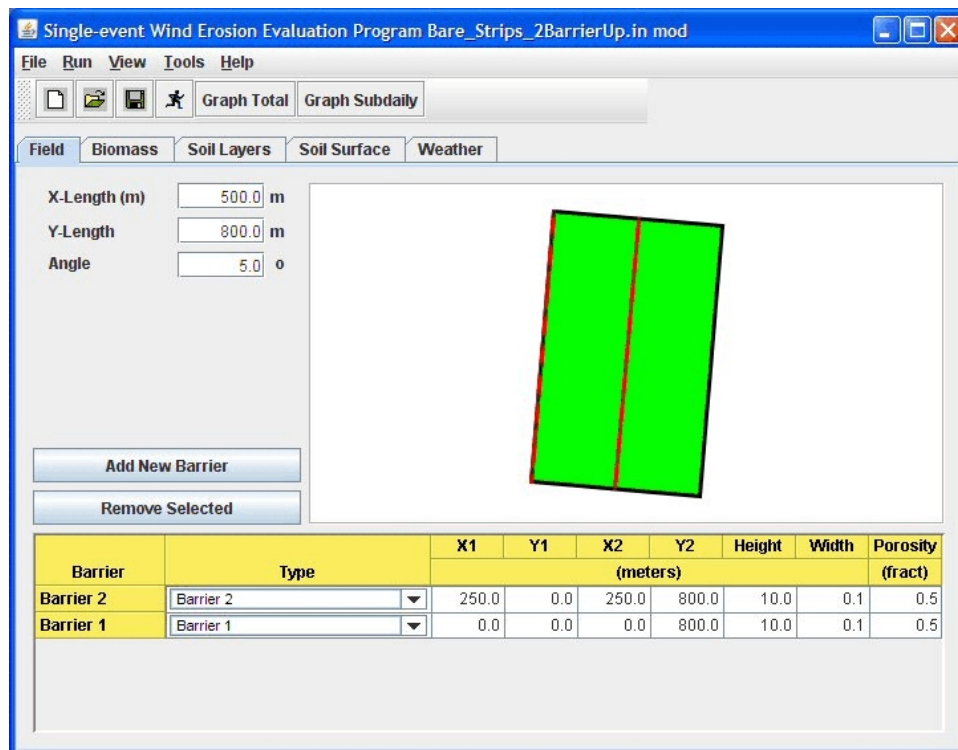 Single-event Wind Erosion Evaluation Program Bare_Strips_2BarrierUp.in mod
File Run View Tools Help
Graph Total Graph Subdaily
Field Biomass Soil Layers Soil Surface Weather
X-Length (m) 500.0 m
Y-Length 800.0 m
Angle 5.0 o
Add New Barrier
Remove Selected
X1 Y1 X2 Y2 Height Width Porosity
Barrier Type (meters) (fract)
Barrier 2 Barrier 2 250.0 0.0 250.0 800.0 10.0 0.1 0.5
Barrier 1 Barrier 1 0.0 0.0 0.0 800.0 10.0 0.1 0.5